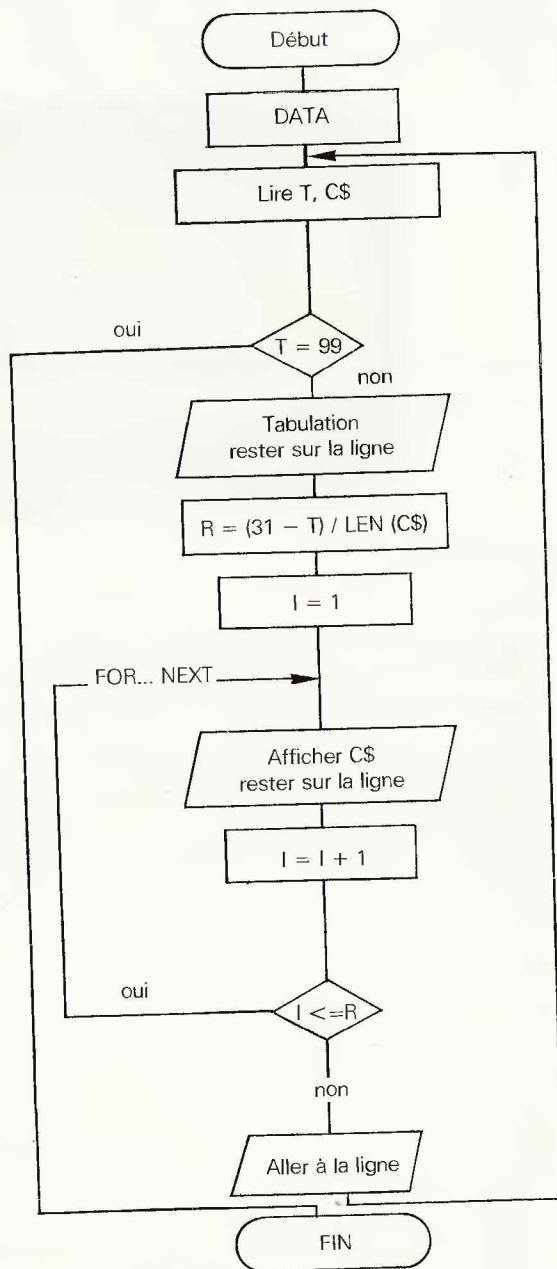 Début
DATA
Lire T, C$
oui
T = 99
non
Tabulation
rester sur la ligne
R = (31 – T) / LEN (C$)
I = 1
FOR... NEXT
Afficher C$
rester sur la ligne
I = I + 1
oui
I <=R
non
Aller à la ligne
FIN